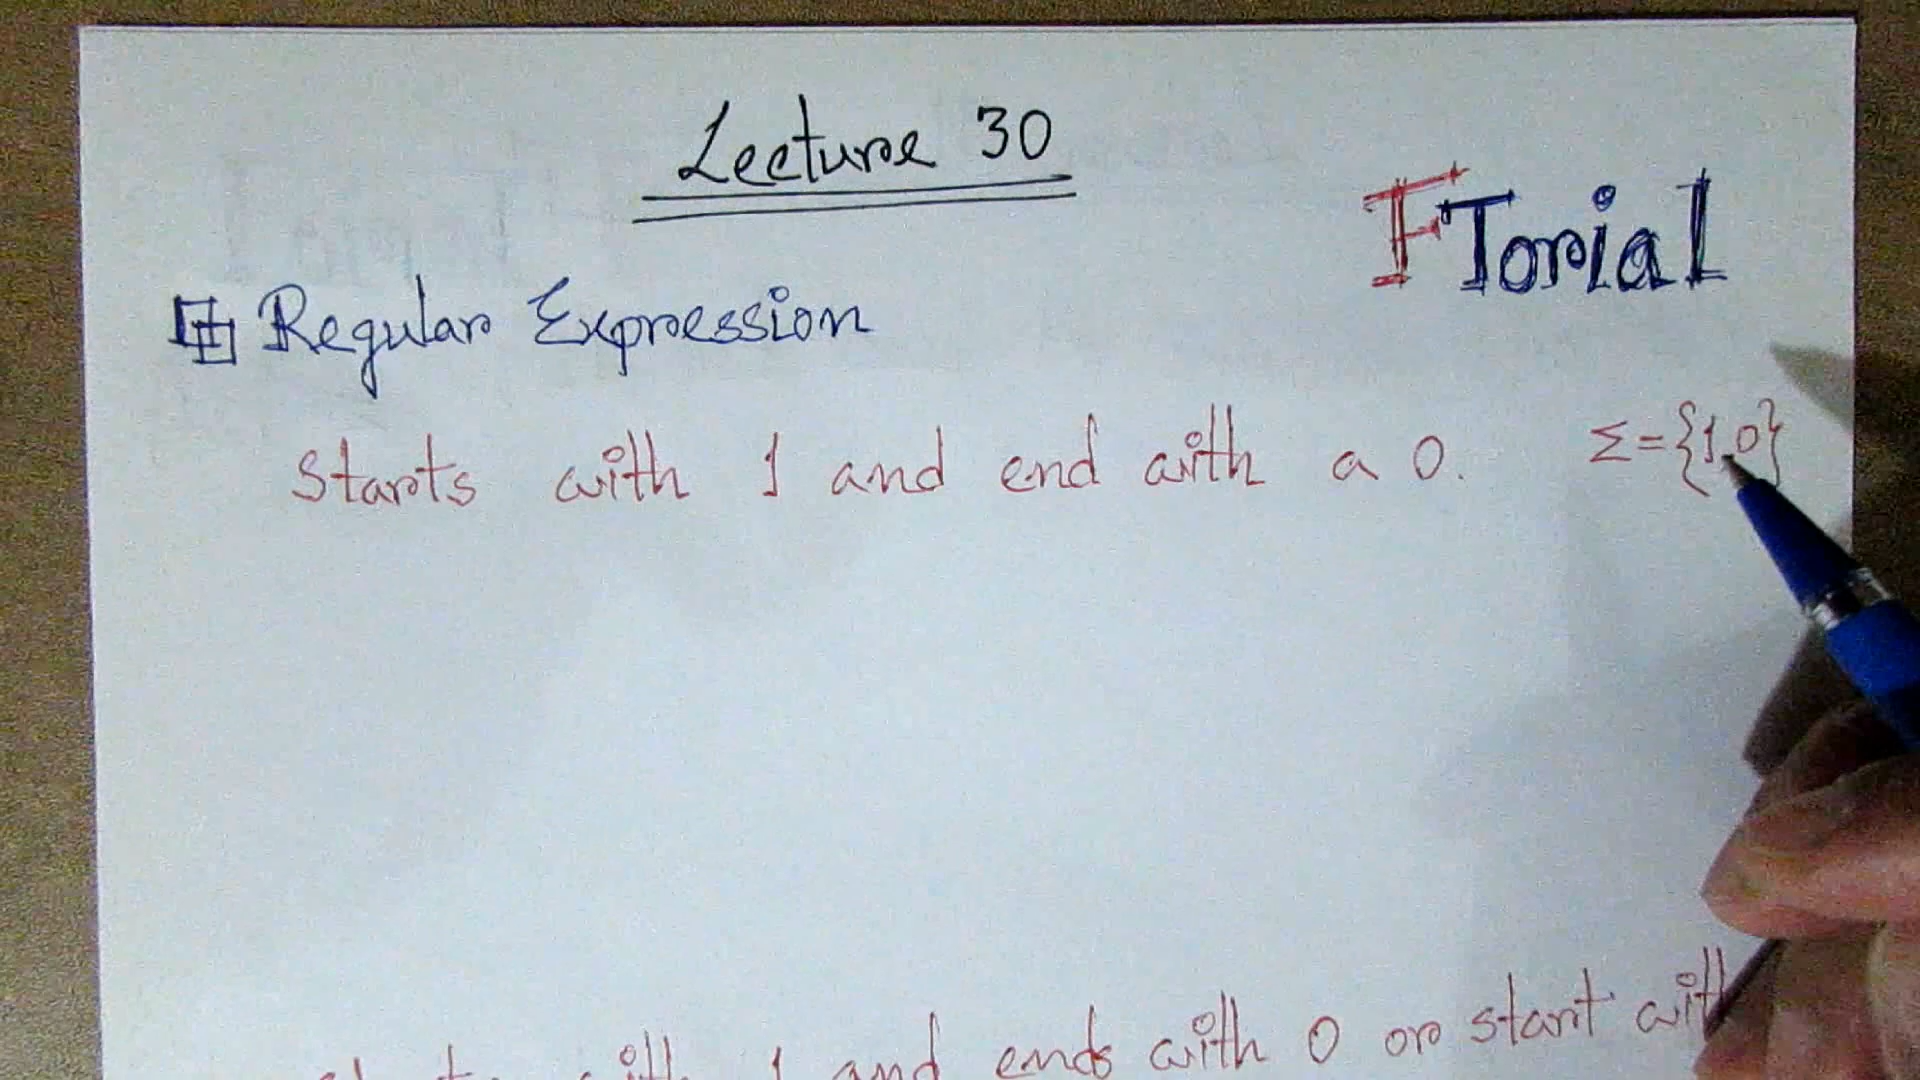 Lecture 30
FTorial
Regular Expression
Starts with 1 and end with a 0. Σ={1,0}
with 1 and ends with 0 or start with